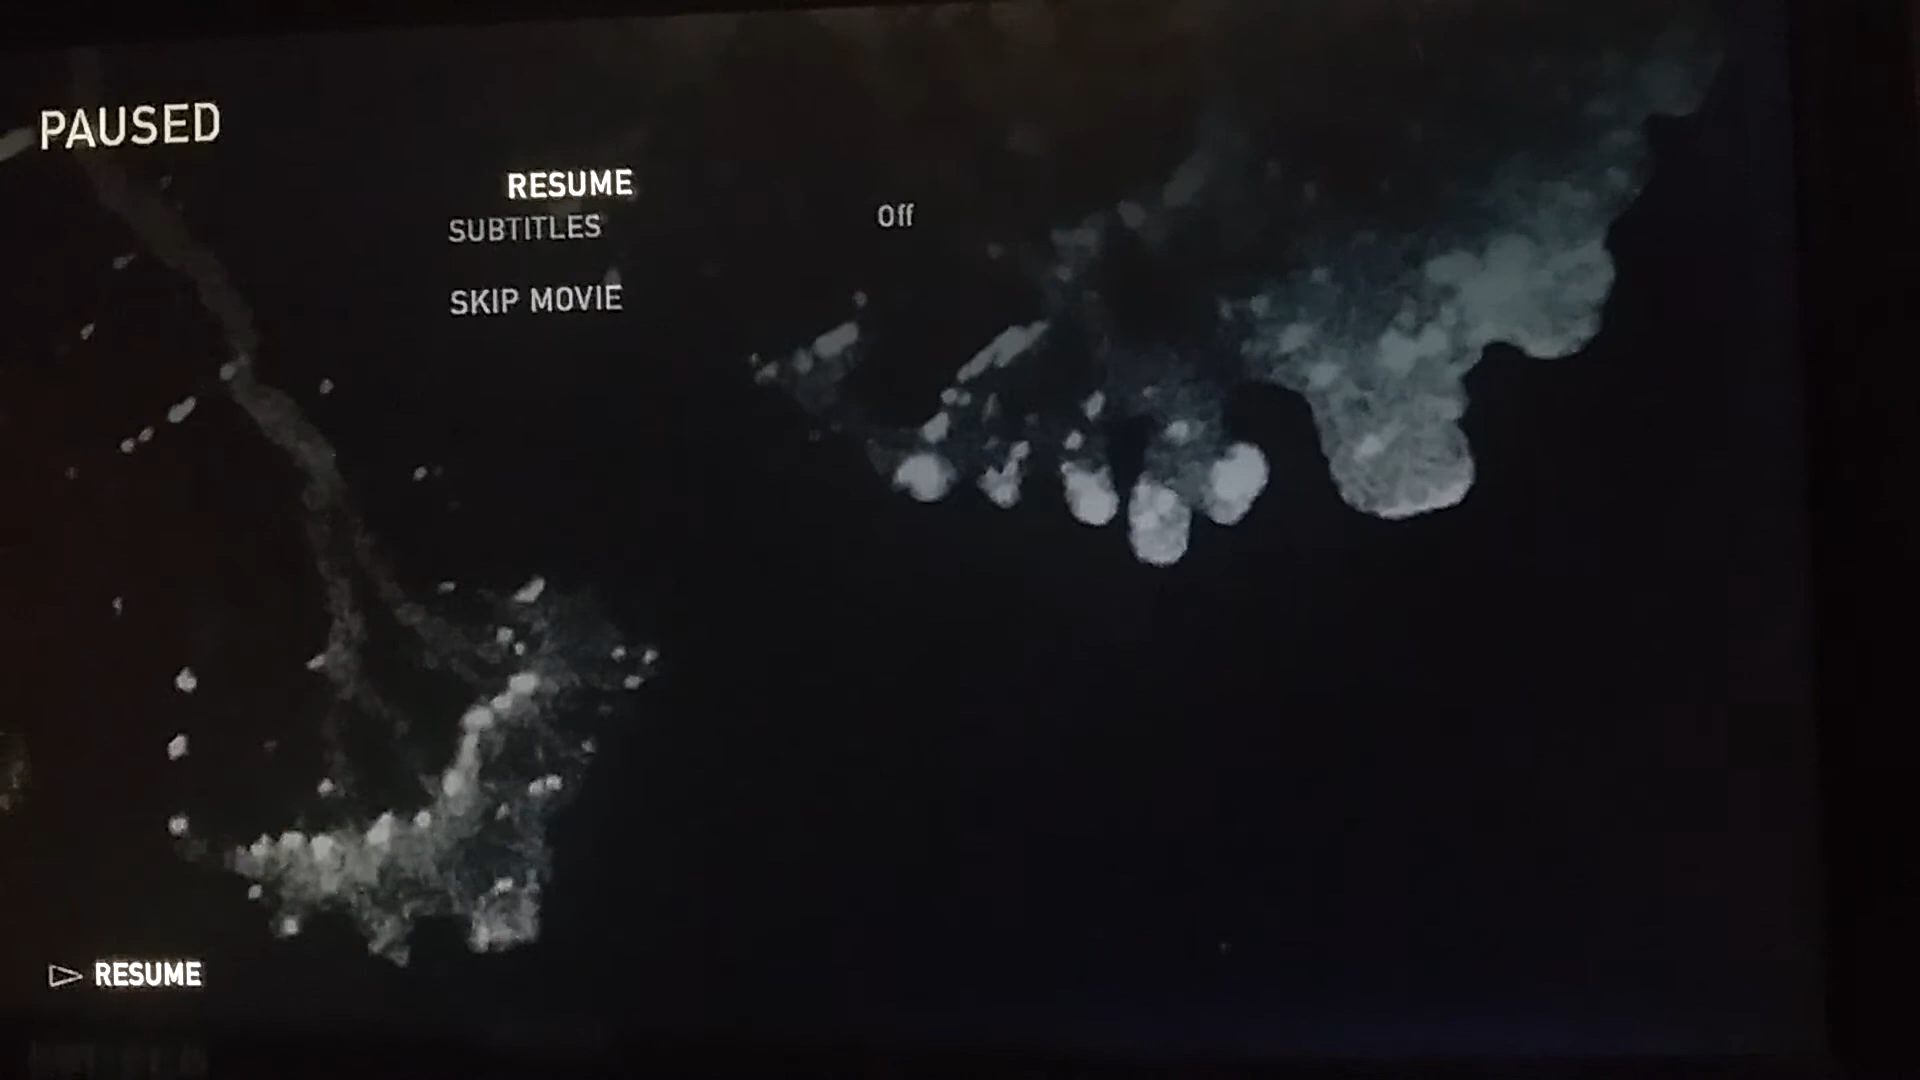 PAUSED
RESUME
SUBTITLES Off
SKIP MOVIE
RESUME